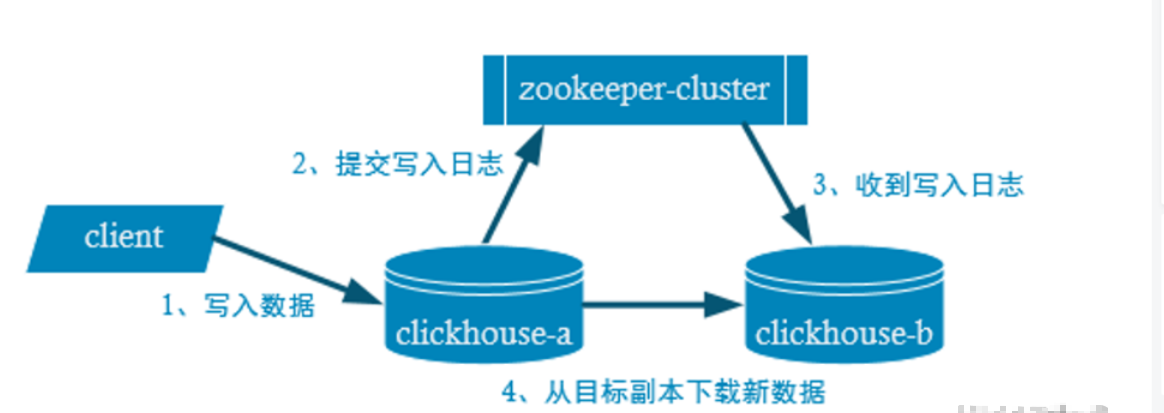 zookeeper-cluster
2、提交写入日志
3、收到写入日志
client
1、写入数据
clickhouse-a
clickhouse-b
4、从目标副本下载新数据